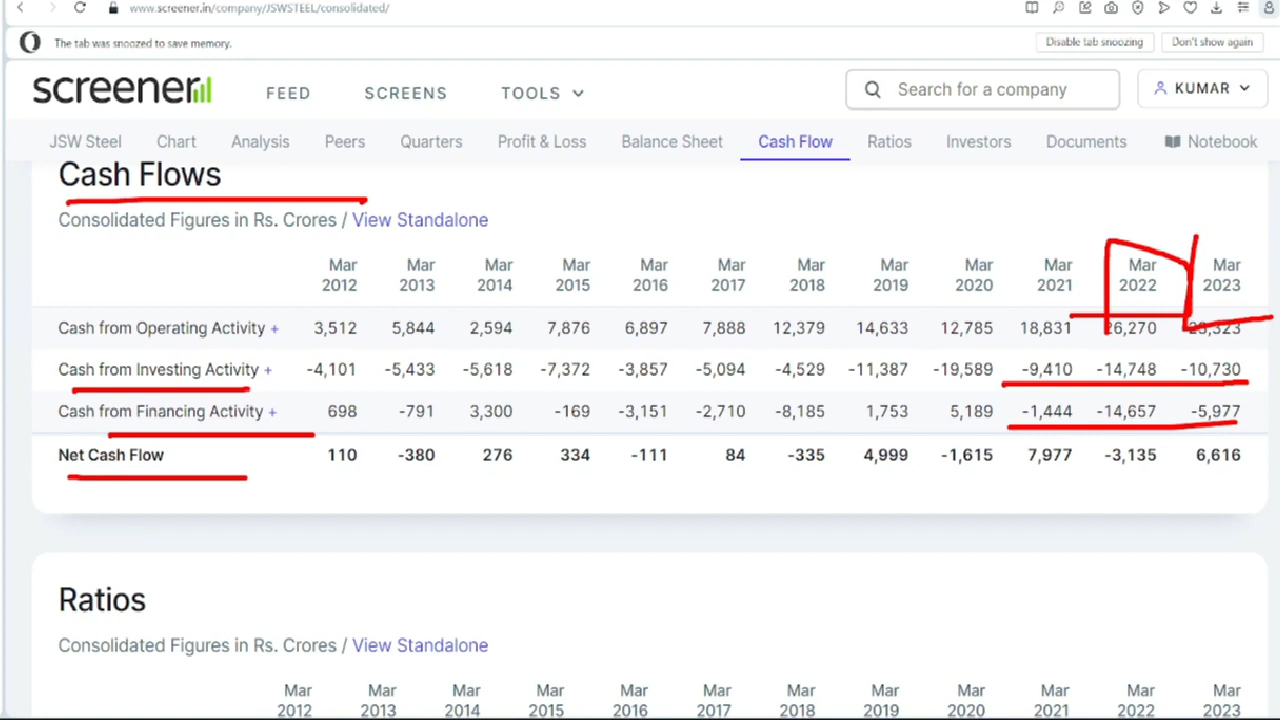 www.screener.in/company/JSWSTEEL/consolidated/
The tab was snoozed to save memory. Disable tab snoozing Don't show again
screener FEED SCREENS TOOLS Search for a company KUMAR
JSW Steel Chart Analysis Peers Quarters Profit & Loss Balance Sheet Cash Flow Ratios Investors Documents Notebook
Cash Flows
Consolidated Figures in Rs. Crores / View Standalone
Mar Mar Mar Mar Mar Mar Mar Mar Mar Mar Mar Mar
2012 2013 2014 2015 2016 2017 2018 2019 2020 2021 2022 2023
Cash from Operating Activity + 3,512 5,844 2,594 7,876 6,897 7,888 12,379 14,633 12,785 18,831 26,270 23,323
Cash from Investing Activity + -4,101 -5,433 -5,618 -7,372 -3,857 -5,094 -4,529 -11,387 -19,589 -9,410 -14,748 -10,730
Cash from Financing Activity + 698 -791 3,300 -169 -3,151 -2,710 -8,185 1,753 5,189 -1,444 -14,657 -5,977
Net Cash Flow 110 -380 276 334 -111 84 -335 4,999 -1,615 7,977 -3,135 6,616
Ratios
Consolidated Figures in Rs. Crores / View Standalone
Mar Mar Mar Mar Mar Mar Mar Mar Mar Mar Mar Mar
2012 2013 2014 2015 2016 2017 2018 2019 2020 2021 2022 2023